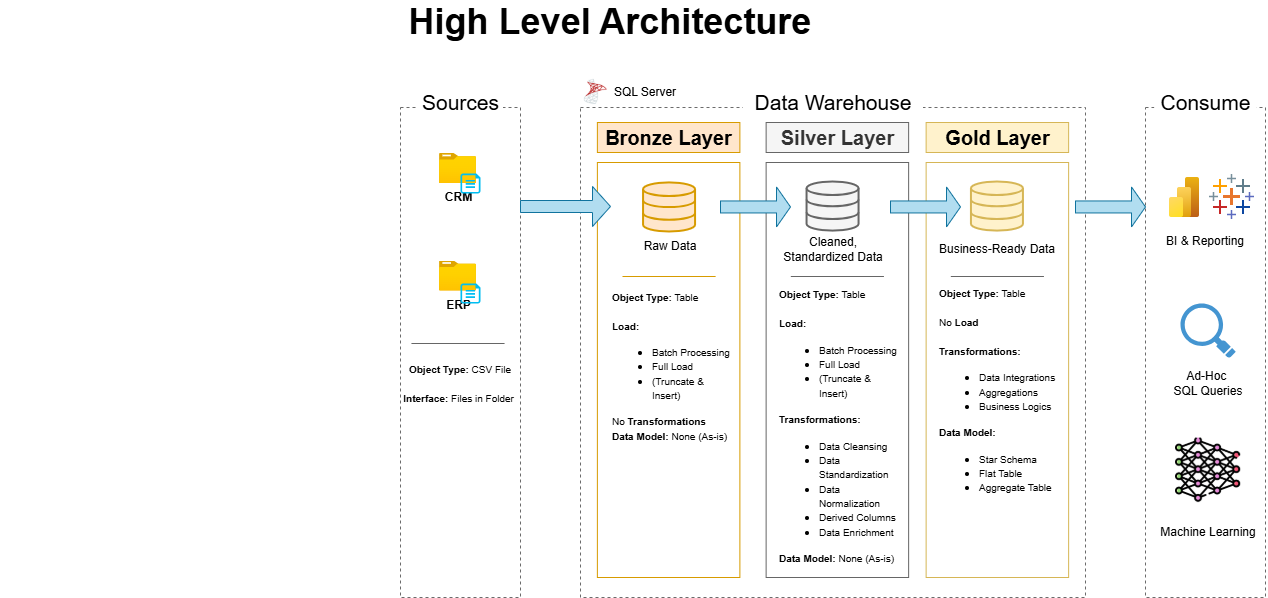 High Level Architecture
Sources
CRM
ERP
Object Type: CSV File
Interface: Files in Folder
SQL Server
Data Warehouse
Bronze Layer
Raw Data
Object Type: Table
Load:
Batch Processing
Full Load
(Truncate &
Insert)
No Transformations
Data Model: None (As-is)
Silver Layer
Cleaned,
Standardized Data
Object Type: Table
Load:
Batch Processing
Full Load
(Truncate &
Insert)
Transformations:
Data Cleansing
Data
Standardization
Data
Normalization
Derived Columns
Data Enrichment
Data Model: None (As-is)
Gold Layer
Business-Ready Data
Object Type: Table
No Load
Transformations:
Data Integrations
Aggregations
Business Logics
Data Model:
Star Schema
Flat Table
Aggregate Table
Consume
BI & Reporting
Ad-Hoc
SQL Queries
Machine Learning